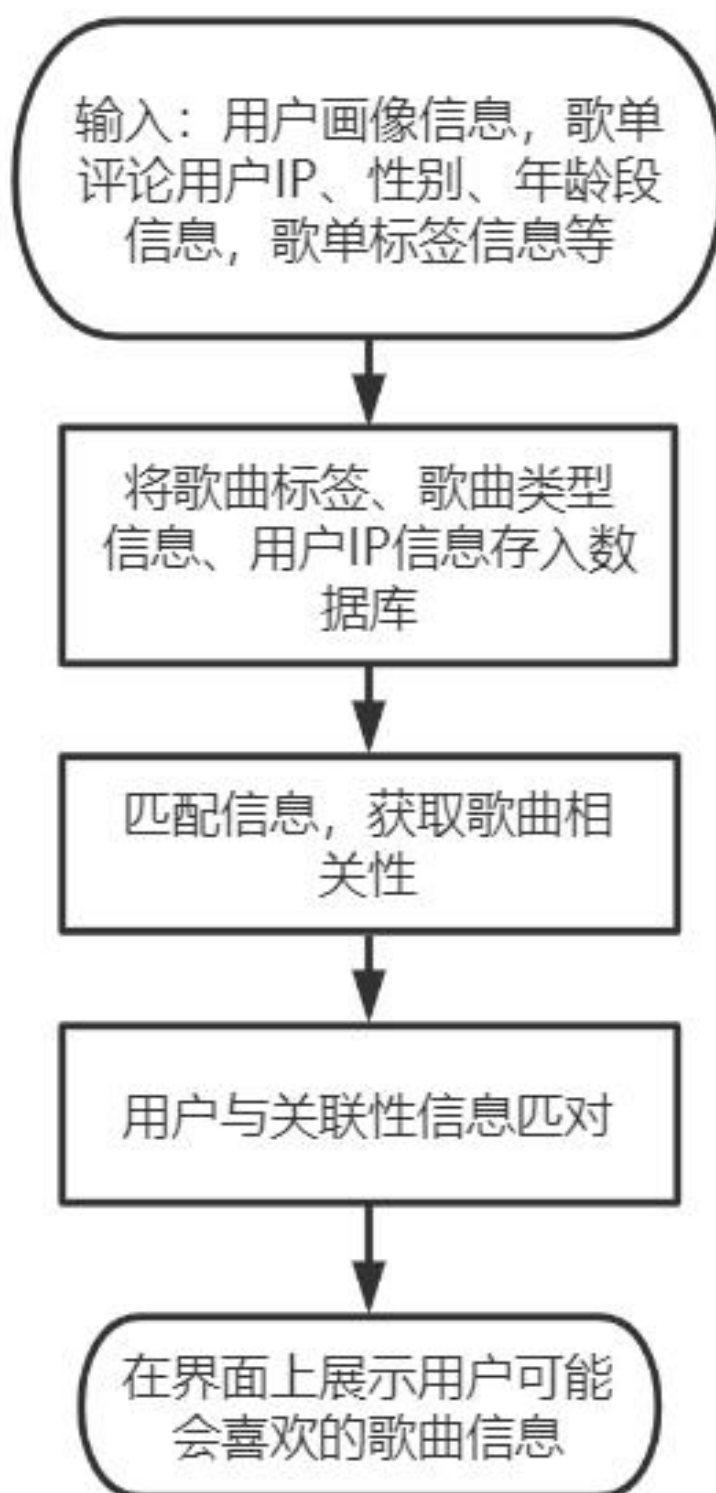 输入：用户画像信息，歌单
评论用户IP、性别、年龄段
信息，歌单标签信息等
将歌曲标签、歌曲类型
信息、用户IP信息存入数
据库
匹配信息，获取歌曲相
关性
用户与关联性信息匹对
在界面上展示用户可能
会喜欢的歌曲信息